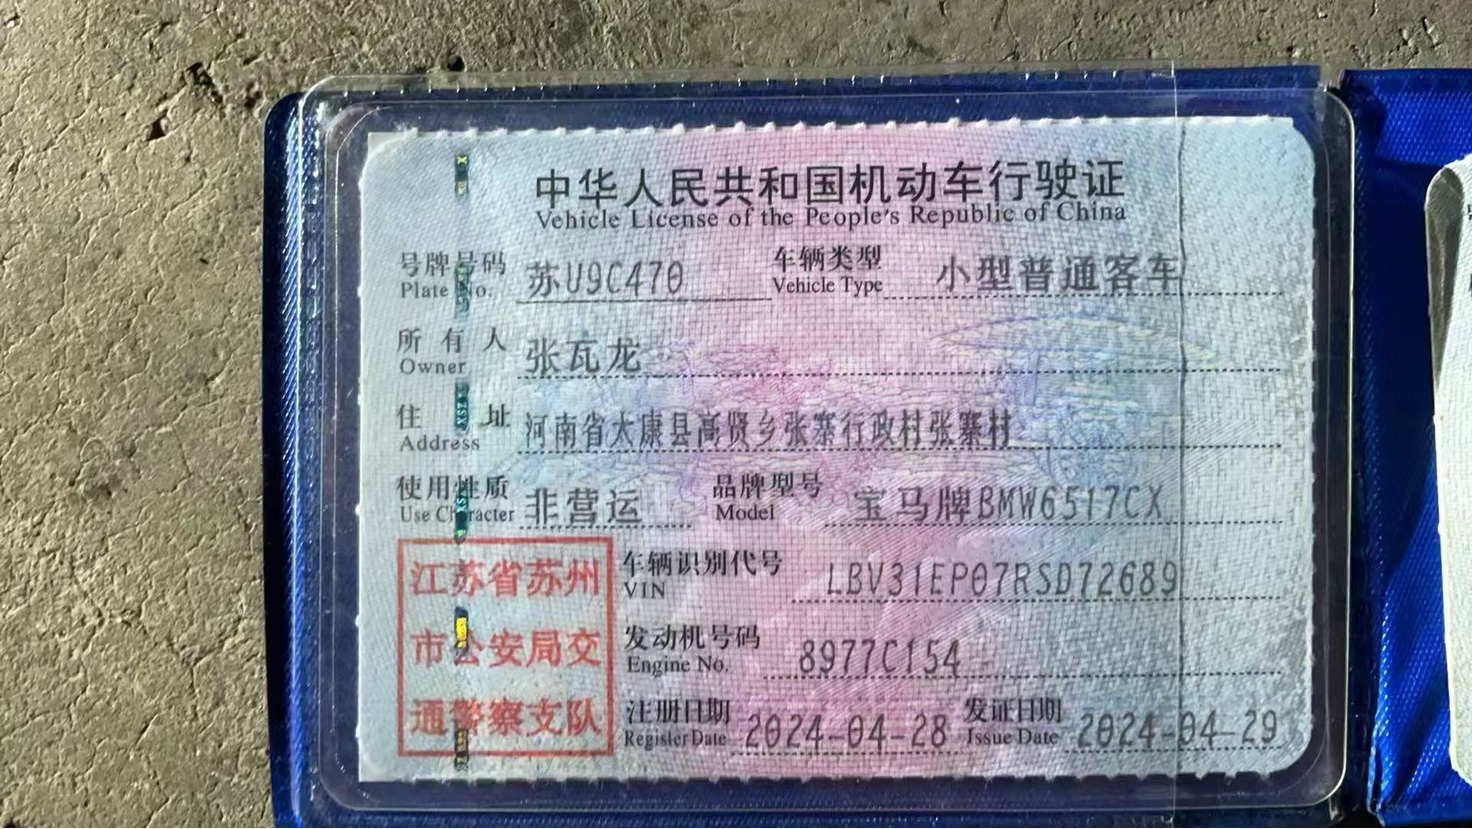 中华人民共和国机动车行驶证
Vehicle License of the People's Republic of China
号牌号码 苏U9C470 车辆类型 小型普通客车
Plate No. Vehicle Type
所有人 张瓦龙
Owner
住址 河南省太康县高贤乡张寨行政村张寨村
Address
使用性质 非营运 品牌型号 宝马牌BMW6517CX
Use Character Model
江苏省苏州
市公安局交
通警察支队
车辆识别代号 LBV31EP07RSD72689
VIN
发动机号码 8977C154
Engine No.
注册日期 2024-04-28 发证日期 2024-04-29
Register Date Issue Date